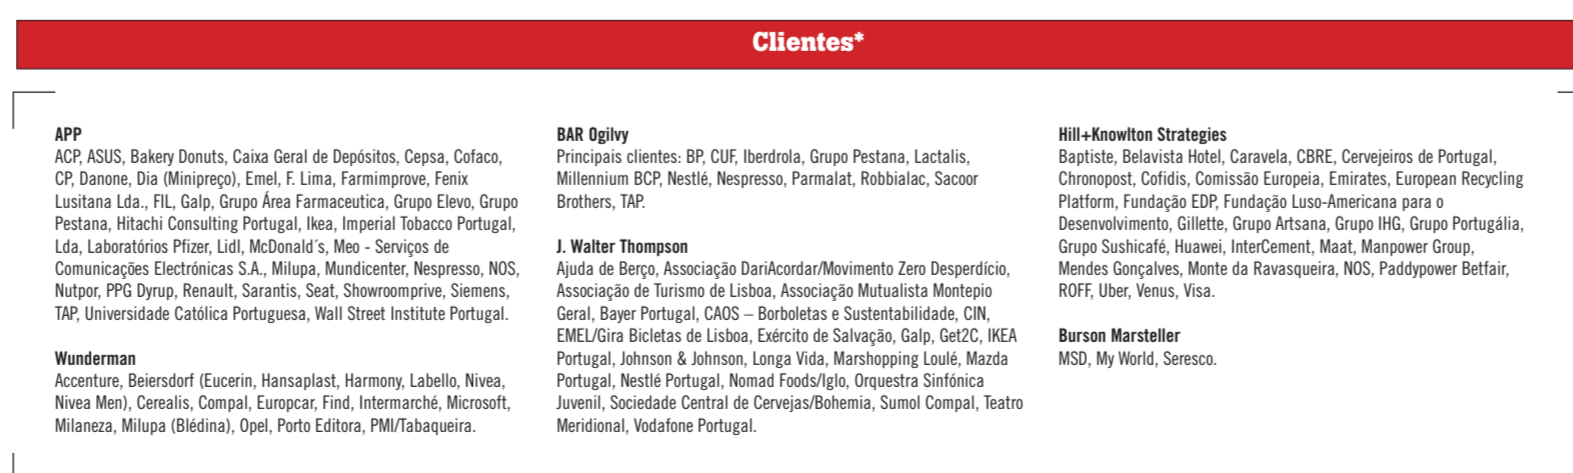 Clientes*
APP
ACP, ASUS, Bakery Donuts, Caixa Geral de Depósitos, Cepsa, Cofaco,
CP, Danone, Dia (Minipreço), Emel, F. Lima, Farmimprove, Fenix
Lusitana Lda., FIL, Galp, Grupo Área Farmaceutica, Grupo Elevo, Grupo
Pestana, Hitachi Consulting Portugal, Ikea, Imperial Tobacco Portugal,
Lda, Laboratórios Pfizer, Lidl, McDonald´s, Meo - Serviços de
Comunicações Electrónicas S.A., Milupa, Mundicenter, Nespresso, NOS,
Nutpor, PPG Dyrup, Renault, Sarantis, Seat, Showroomprive, Siemens,
TAP, Universidade Católica Portuguesa, Wall Street Institute Portugal.
Wunderman
Accenture, Beiersdorf (Eucerin, Hansaplast, Harmony, Labello, Nivea,
Nivea Men), Cerealis, Compal, Europcar, Find, Intermarché, Microsoft,
Milaneza, Milupa (Blédina), Opel, Porto Editora, PMI/Tabaqueira.
BAR Ogilvy
Principais clientes: BP, CUF, Iberdrola, Grupo Pestana, Lactalis,
Millennium BCP, Nestlé, Nespresso, Parmalat, Robbialac, Sacoor
Brothers, TAP.
J. Walter Thompson
Ajuda de Berço, Associação DariAcordar/Movimento Zero Desperdício,
Associação de Turismo de Lisboa, Associação Mutualista Montepio
Geral, Bayer Portugal, CAOS – Borboletas e Sustentabilidade, CIN,
EMEL/Gira Bicletas de Lisboa, Exército de Salvação, Galp, Get2C, IKEA
Portugal, Johnson & Johnson, Longa Vida, Marshopping Loulé, Mazda
Portugal, Nestlé Portugal, Nomad Foods/Iglo, Orquestra Sinfónica
Juvenil, Sociedade Central de Cervejas/Bohemia, Sumol Compal, Teatro
Meridional, Vodafone Portugal.
Hill+Knowlton Strategies
Baptiste, Belavista Hotel, Caravela, CBRE, Cervejeiros de Portugal,
Chronopost, Cofidis, Comissão Europeia, Emirates, European Recycling
Platform, Fundação EDP, Fundação Luso-Americana para o
Desenvolvimento, Gillette, Grupo Artsana, Grupo IHG, Grupo Portugália,
Grupo Sushicafé, Huawei, InterCement, Maat, Manpower Group,
Mendes Gonçalves, Monte da Ravasqueira, NOS, Paddypower Betfair,
ROFF, Uber, Venus, Visa.
Burson Marsteller
MSD, My World, Seresco.